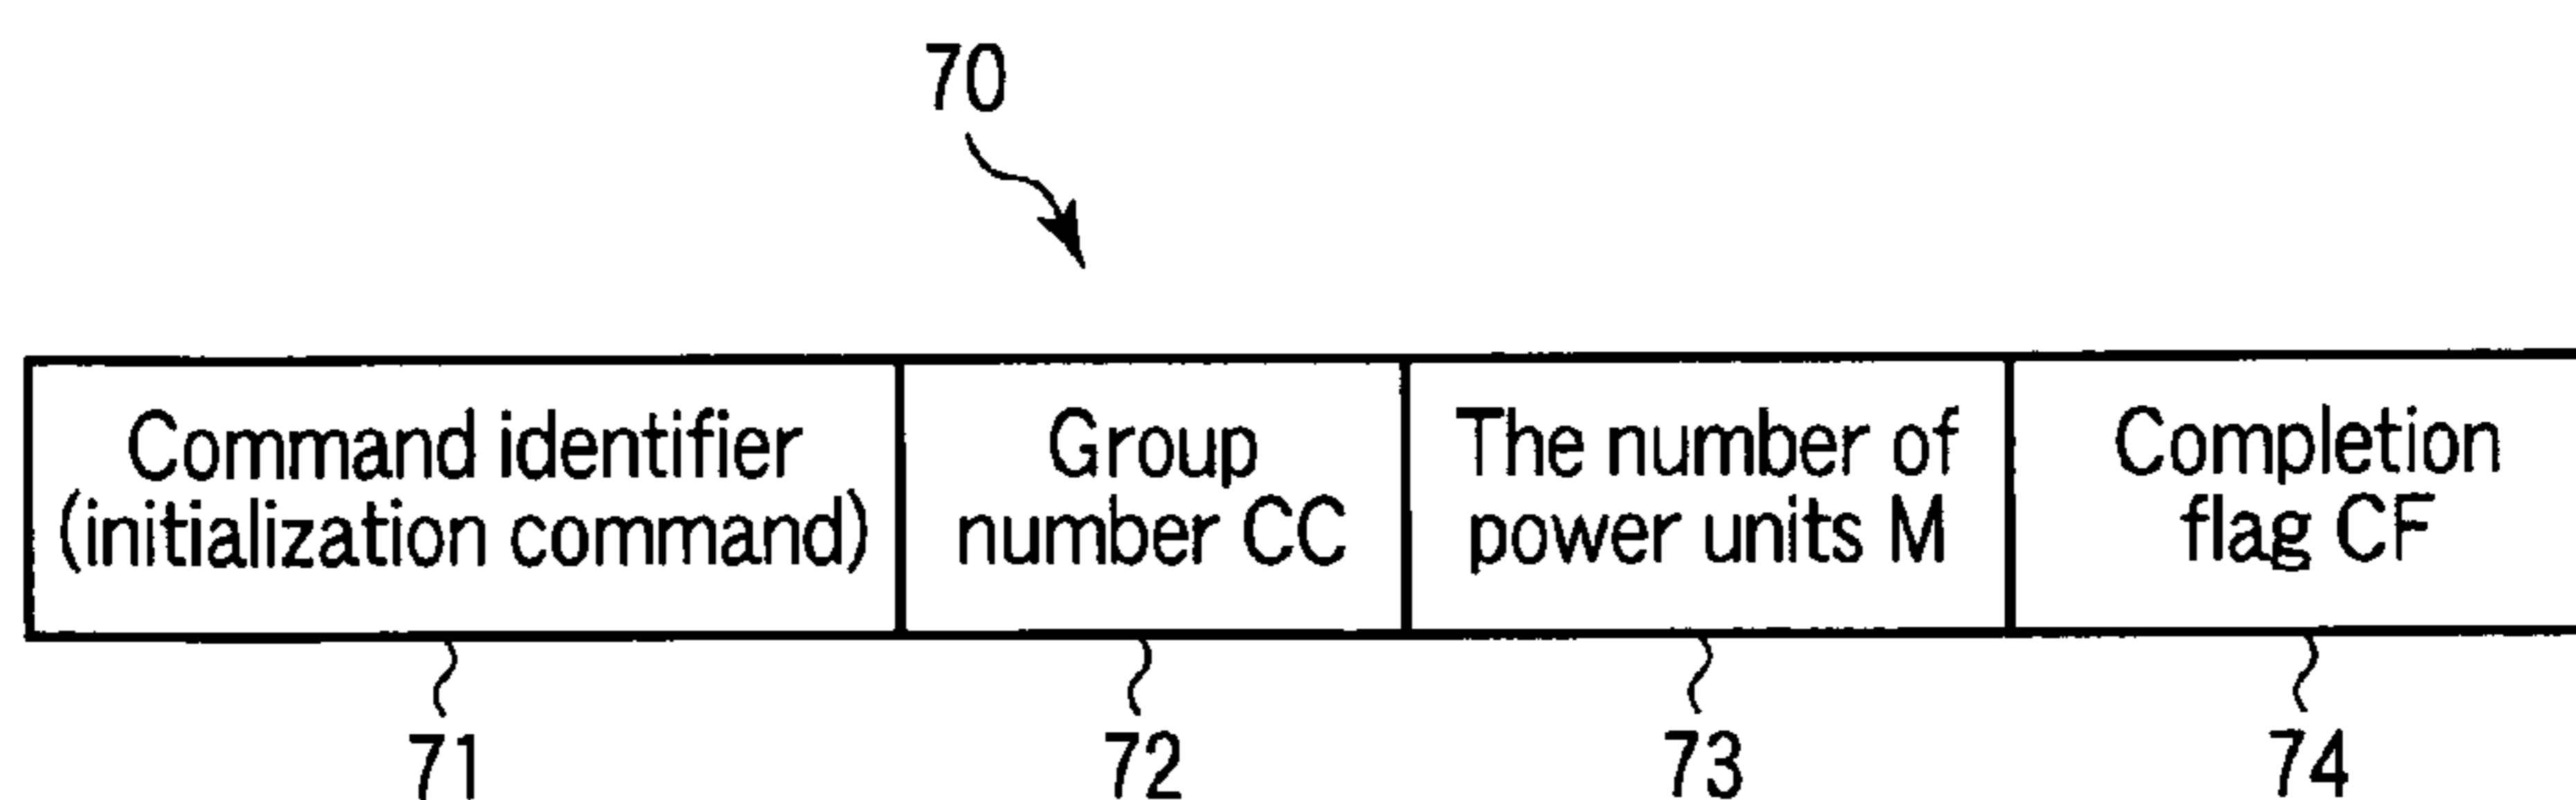 70
Command identifier
(initialization command)
Group
number CC
The number of
power units M
Completion
flag CF
71
72
73
74